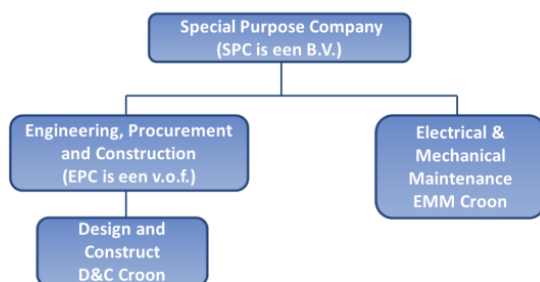 Special Purpose Company
(SPC is een B.V.)
Engineering, Procurement
and Construction
(EPC is een v.o.f.)
Electrical &
Mechanical
Maintenance
EMM Croon
Design and
Construct
D&C Croon